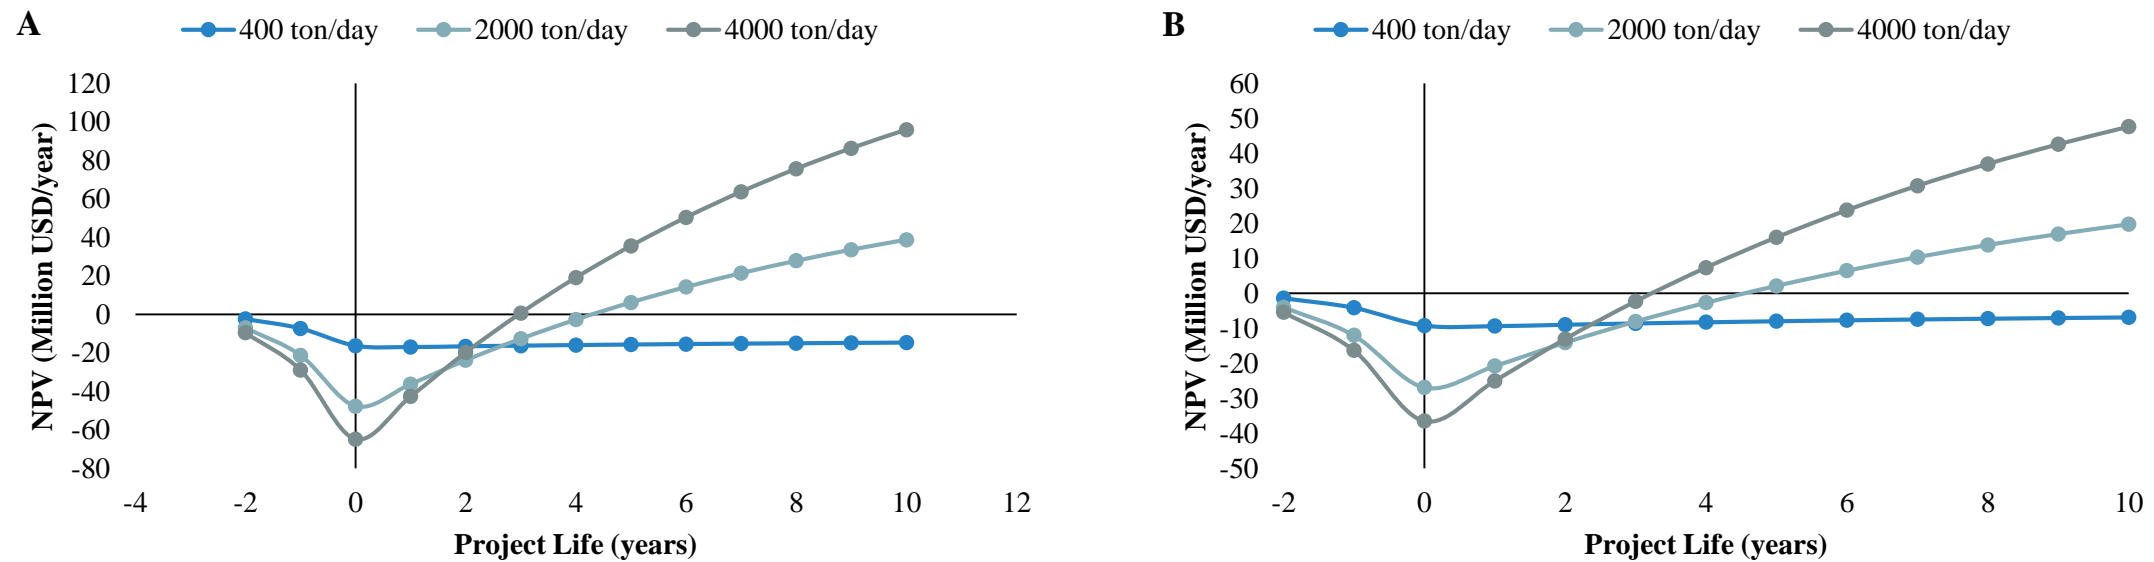 A
400 ton/day 2000 ton/day 4000 ton/day
120
100
80
60
40
20
0
-20
-40
-60
-80
-4 -2 0 2 4 6 8 10 12
NPV (Million USD/year)
Project Life (years)
B
400 ton/day 2000 ton/day 4000 ton/day
60
50
40
30
20
10
0
-10
-20
-30
-40
-50
-2 0 2 4 6 8 10
NPV (Million USD/year)
Project Life (years)